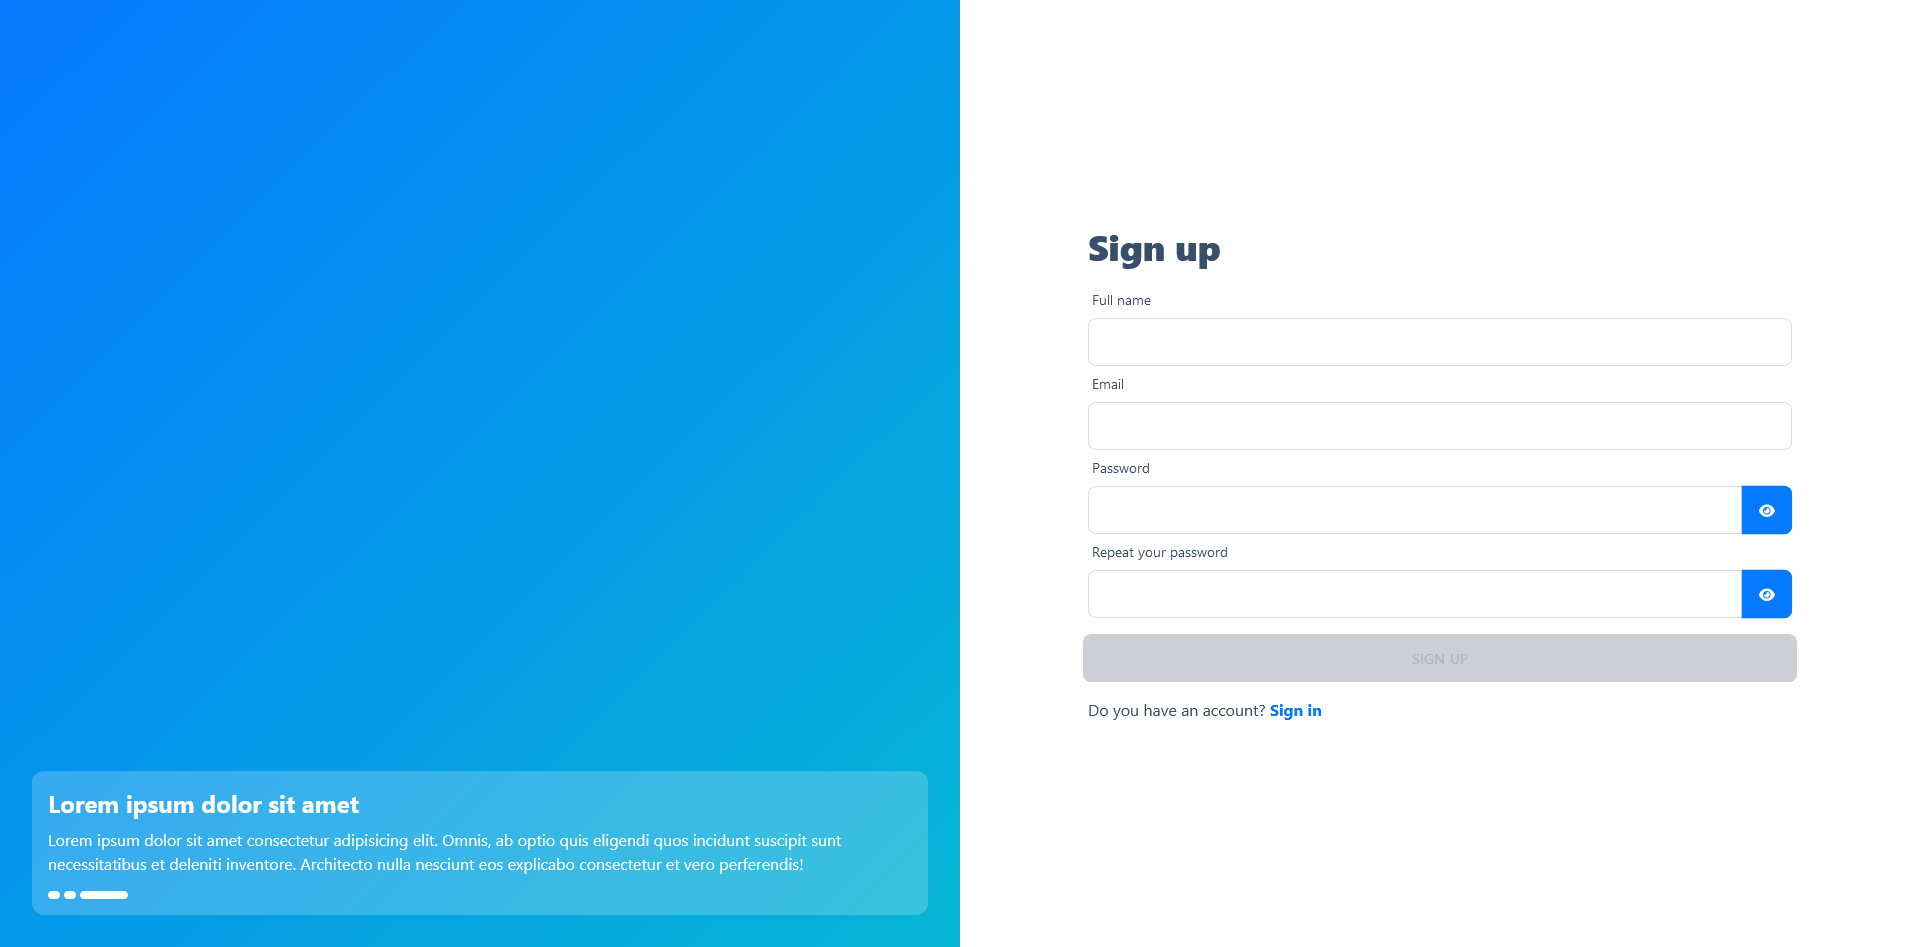 Sign up
Full name
Email
Password
Repeat your password
SIGN UP
Do you have an account? Sign in
Lorem ipsum dolor sit amet
Lorem ipsum dolor sit amet consectetur adipisicing elit. Omnis, ab optio quis eligendi quos incidunt suscipit sunt
necessitatibus et deleniti inventore. Architecto nulla nesciunt eos explicabo consectetur et vero perferendis!